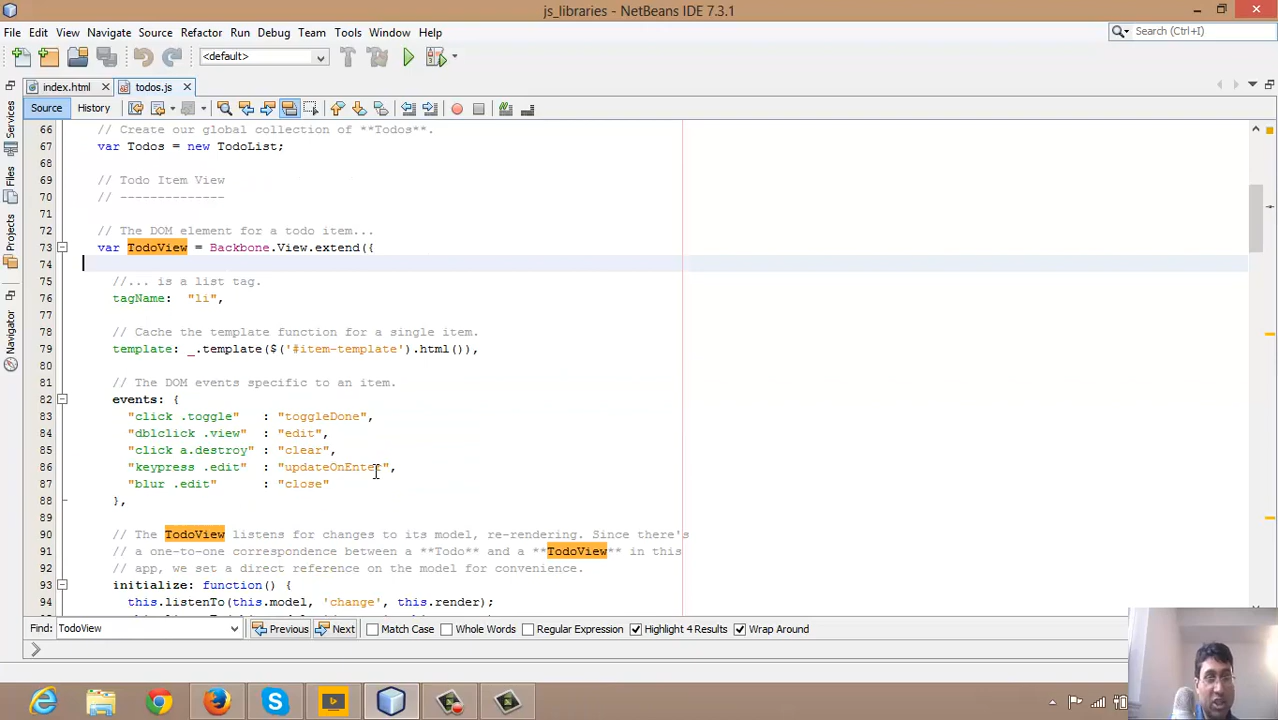 js_libraries - NetBeans IDE 7.3.1
File Edit View Navigate Source Refactor Run Debug Team Tools Window Help
Search (Ctrl+I)
<default>
index.html todos.js
Source History
Services
Files
Projects
Navigator
66 // Create our global collection of **Todos**.
67 var Todos = new TodoList;
68
69 // Todo Item View
70 // --------------
71
72 // The DOM element for a todo item...
73 var TodoView = Backbone.View.extend({
74
75 //... is a list tag.
76 tagName: "li",
77
78 // Cache the template function for a single item.
79 template: _.template($('#item-template').html()),
80
81 // The DOM events specific to an item.
82 events: {
83 "click .toggle" : "toggleDone",
84 "dblclick .view" : "edit",
85 "click a.destroy" : "clear",
86 "keypress .edit" : "updateOnEnter",
87 "blur .edit" : "close"
88 },
89
90 // The TodoView listens for changes to its model, re-rendering. Since there's
91 // a one-to-one correspondence between a **Todo** and a **TodoView** in this
92 // app, we set a direct reference on the model for convenience.
93 initialize: function() {
94 this.listenTo(this.model, 'change', this.render);
Find: TodoView Previous Next Match Case Whole Words Regular Expression Highlight 4 Results Wrap Around